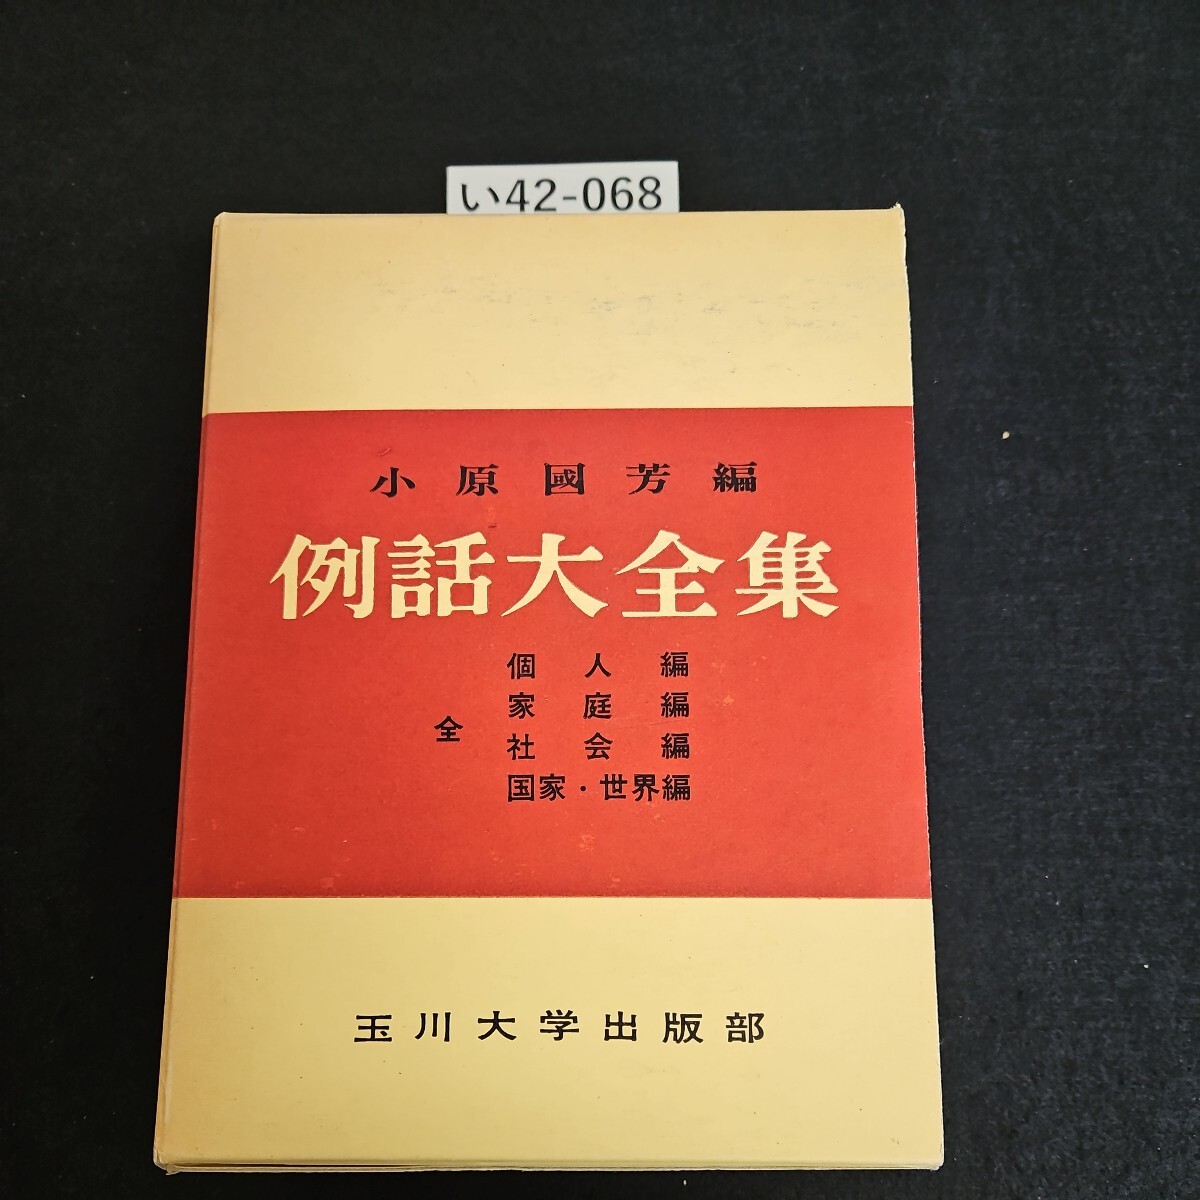 い42-068
小原國芳編
例話大全集
全
個人編
家庭編
社会編
国家・世界編
玉川大学出版部